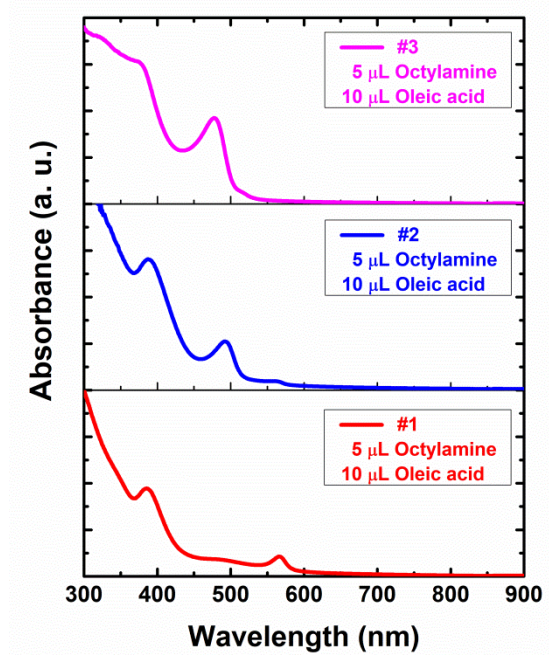 #3
5 μL Octylamine
10 μL Oleic acid
#2
5 μL Octylamine
10 μL Oleic acid
#1
5 μL Octylamine
10 μL Oleic acid
Absorbance (a. u.)
300 400 500 600 700 800 900
Wavelength (nm)